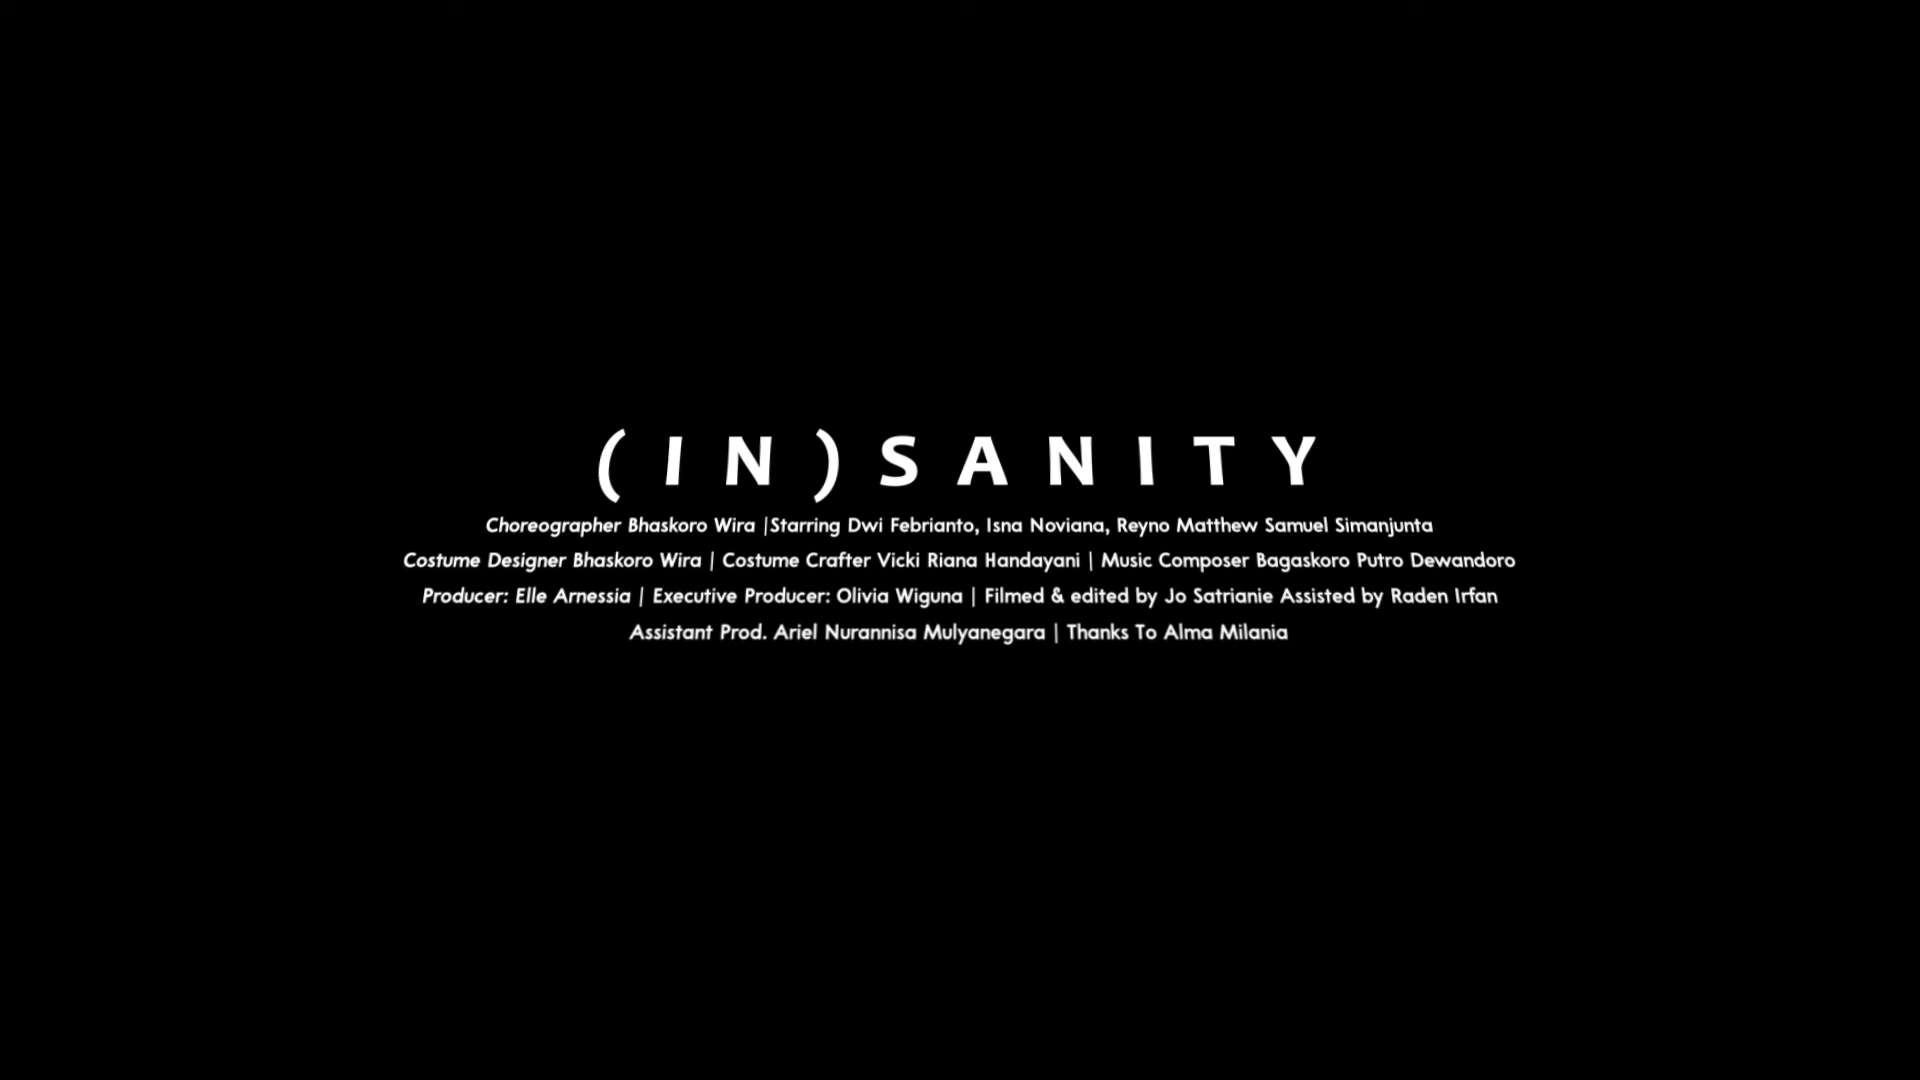 (IN)SANITY
Choreographer Bhaskoro Wira |Starring Dwi Febrianto, Isna Noviana, Reyno Matthew Samuel Simanjunta
Costume Designer Bhaskoro Wira | Costume Crafter Vicki Riana Handayani | Music Composer Bagaskoro Putro Dewandoro
Producer: Elle Arnessia | Executive Producer: Olivia Wiguna | Filmed & edited by Jo Satrianie Assisted by Raden Irfan
Assistant Prod. Ariel Nurannisa Mulyanegara | Thanks To Alma Milania